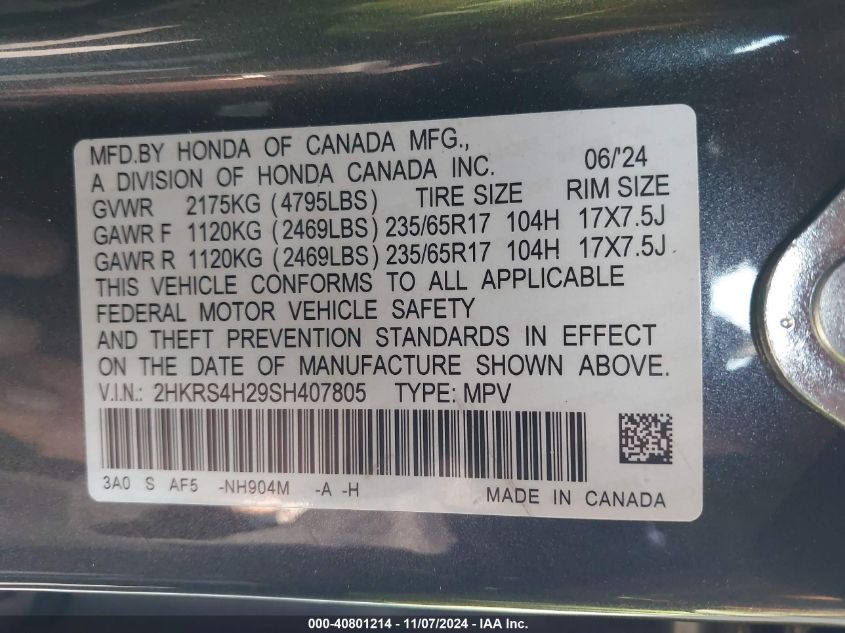 MFD.BY HONDA OF CANADA MFG., 06/'24
A DIVISION OF HONDA CANADA INC.
GVWR 2175KG (4795LBS) TIRE SIZE RIM SIZE
GAWR F 1120KG (2469LBS) 235/65R17 104H 17X7.5J
GAWR R 1120KG (2469LBS) 235/65R17 104H 17X7.5J
THIS VEHICLE CONFORMS TO ALL APPLICABLE
FEDERAL MOTOR VEHICLE SAFETY
AND THEFT PREVENTION STANDARDS IN EFFECT
ON THE DATE OF MANUFACTURE SHOWN ABOVE.
V.I.N.: 2HKRS4H29SH407805 TYPE: MPV
3A0 S AF5 -NH904M -A -H MADE IN CANADA
000-40801214 - 11/07/2024 - IAA Inc.